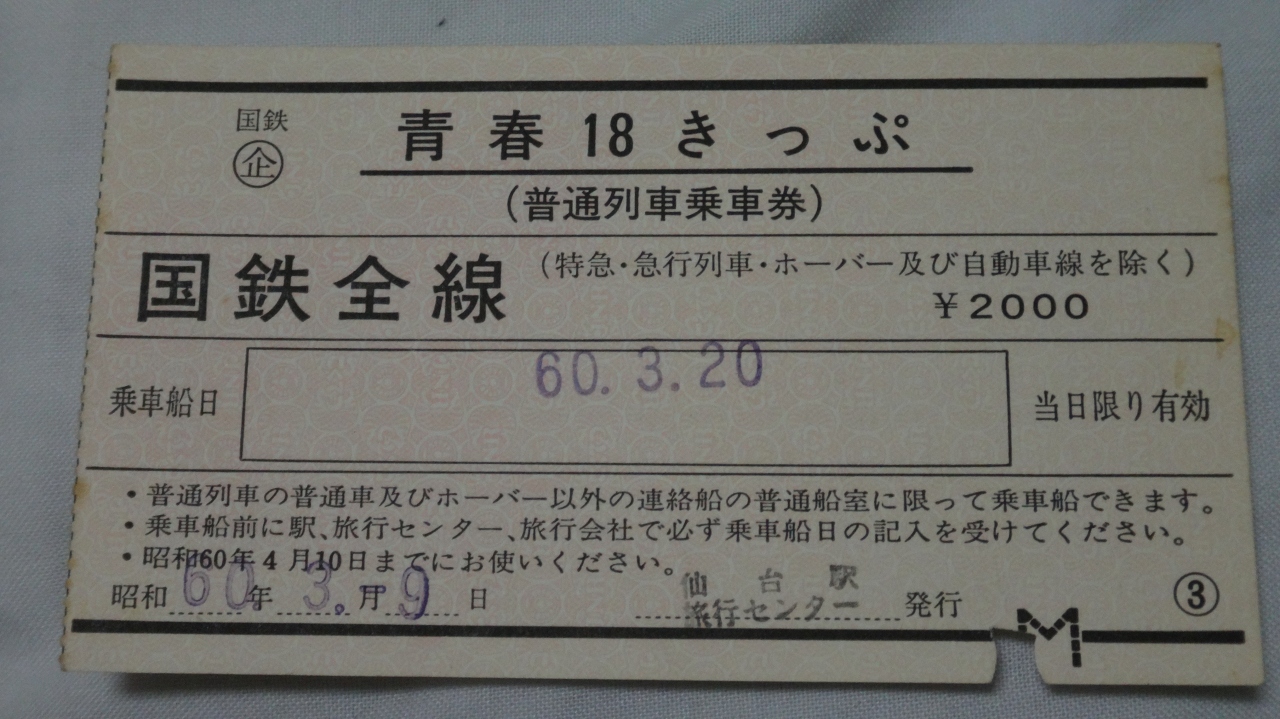 国鉄
企
青春18きっぷ
(普通列車乗車券)
国鉄全線
(特急・急行列車・ホーバー及び自動車線を除く)
¥2000
乗車船日
60.3.20
当日限り有効
・普通列車の普通車及びホーバー以外の連絡船の普通船室に限って乗車船できます。
・乗車船前に駅、旅行センター、旅行会社で必ず乗車船日の記入を受けてください。
・昭和60年4月10日までにお使いください。
昭和60年3.月-9日
仙台駅
旅行センター発行
③